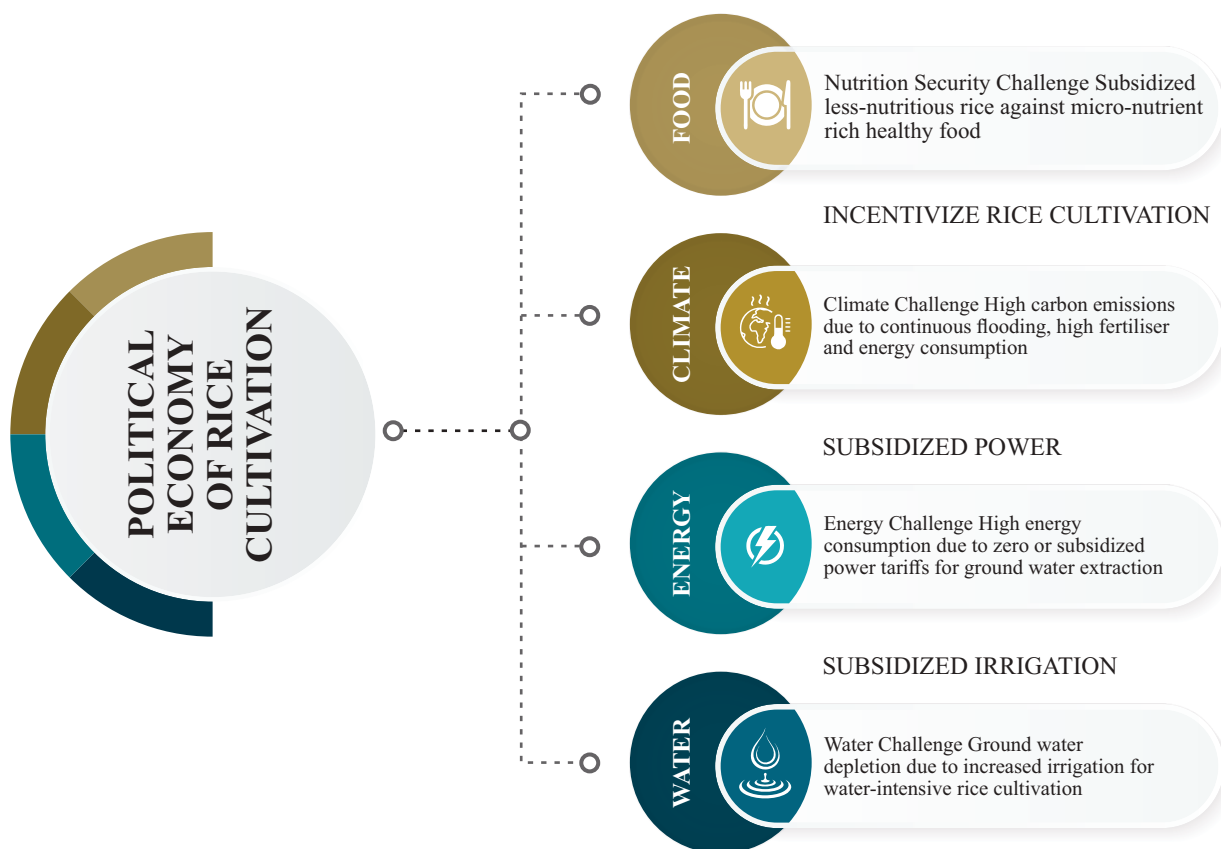 POLITICAL
ECONOMY
OF RICE
CULTIVATION
FOOD
Nutrition Security Challenge Subsidized
less-nutritious rice against micro-nutrient
rich healthy food
INCENTIVIZE RICE CULTIVATION
CLIMATE
Climate Challenge High carbon emissions
due to continuous flooding, high fertiliser
and energy consumption
SUBSIDIZED POWER
ENERGY
Energy Challenge High energy
consumption due to zero or subsidized
power tariffs for ground water extraction
SUBSIDIZED IRRIGATION
WATER
Water Challenge Ground water
depletion due to increased irrigation for
water-intensive rice cultivation